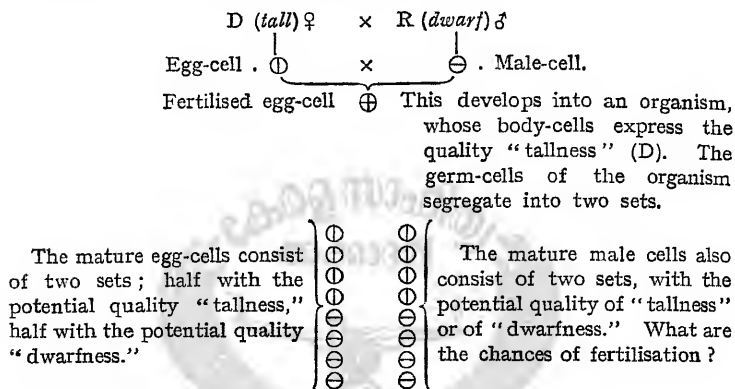 D (tall) ♀ × R (dwarf) ♂
Egg-cell . ⦶ × ⊖ . Male-cell.
Fertilised egg-cell ⊕ This develops into an organism,
whose body-cells express the
quality “tallness” (D). The
germ-cells of the organism
segregate into two sets.
The mature egg-cells consist
of two sets; half with the
potential quality “tallness,”
half with the potential quality
“dwarfness.”
The mature male cells also
consist of two sets, with the
potential quality of “tallness”
or of “dwarfness.” What are
the chances of fertilisation?